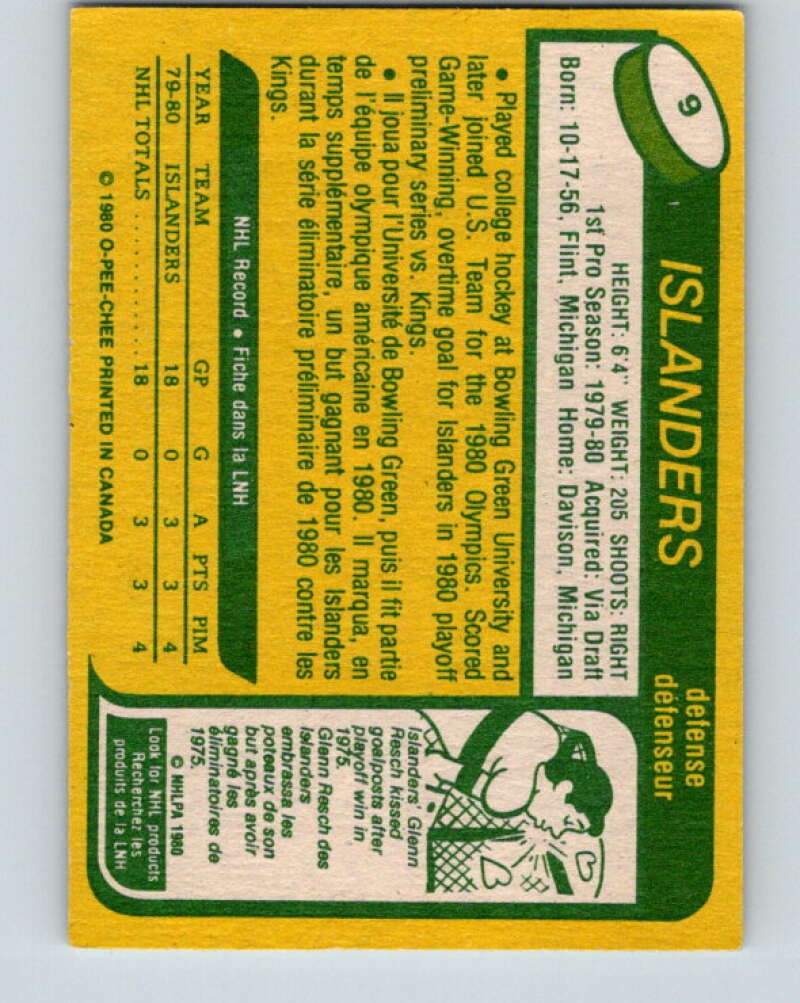 9
ISLANDERS
defense
défenseur
HEIGHT: 6'4" WEIGHT: 205 SHOOTS: RIGHT
1st Pro Season: 1979-80 Acquired: Via Draft
Born: 10-17-56, Flint, Michigan Home: Davison, Michigan
• Played college hockey at Bowling Green University and
later joined U.S. Team for the 1980 Olympics. Scored
Game-Winning, overtime goal for Islanders in 1980 playoff
preliminary series vs. Kings.
• Il joua pour l'Université de Bowling Green, puis il fit partie
de l'équipe olympique américaine en 1980. Il marqua, en
temps supplémentaire, un but gagnant pour les Islanders
durant la série éliminatoire préliminaire de 1980 contre les
Kings.
NHL Record • Fiche dans la LNH
YEAR TEAM GP G A PTS PIM
79-80 ISLANDERS 18 0 3 3 4
NHL TOTALS . . . . . . . . . . . . 18 0 3 3 4
© 1980 O-PEE-CHEE PRINTED IN CANADA
Islanders' Glenn
Resch kissed
goalposts after
playoff win in
1975.
Glenn Resch des
Islanders
embrassa les
poteaux de son
but après avoir
gagné les
éliminatoires de
1975.
© NHLPA 1980
Look for NHL products
Recherchez les
produits de la LNH